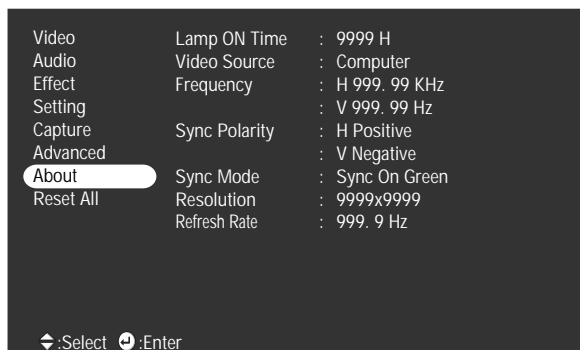 Video
Audio
Effect
Setting
Capture
Advanced
About
Reset All
Lamp ON Time : 9999 H
Video Source : Computer
Frequency : H 999. 99 KHz
: V 999. 99 Hz
Sync Polarity : H Positive
: V Negative
Sync Mode : Sync On Green
Resolution : 9999x9999
Refresh Rate : 999. 9 Hz
:Select :Enter